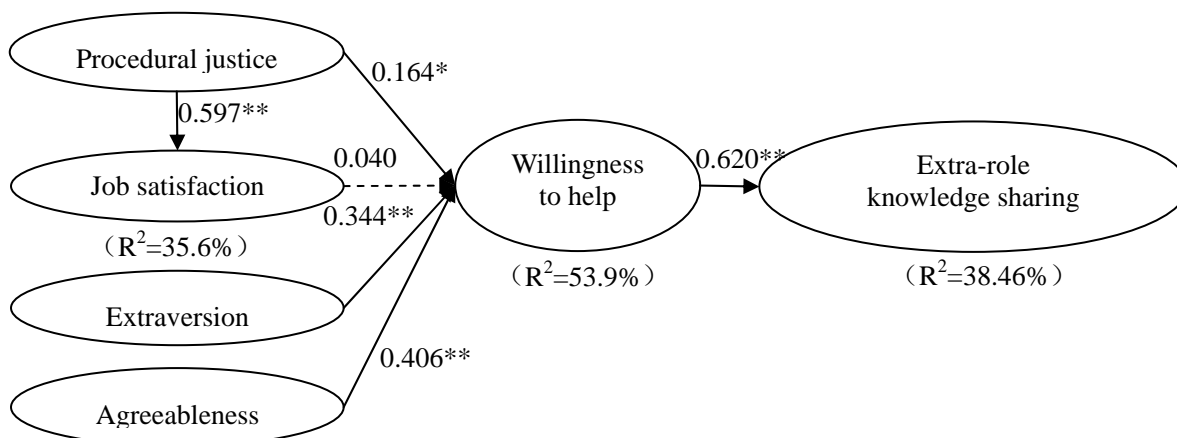 Procedural justice
0.164*
0.597**
Job satisfaction
0.040
0.344**
（R²=35.6%）
Extraversion
0.406**
Agreeableness
Willingness
to help
（R²=53.9%）
0.620**
Extra-role
knowledge sharing
（R²=38.46%）